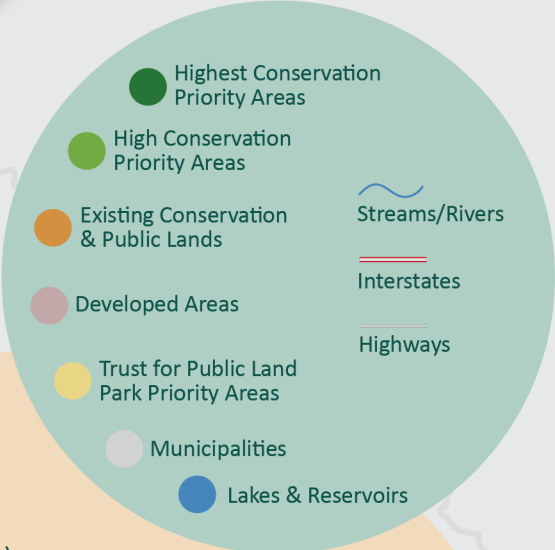 Highest Conservation
Priority Areas
High Conservation
Priority Areas
Existing Conservation
& Public Lands
Developed Areas
Trust for Public Land
Park Priority Areas
Municipalities
Lakes & Reservoirs
Streams/Rivers
Interstates
Highways